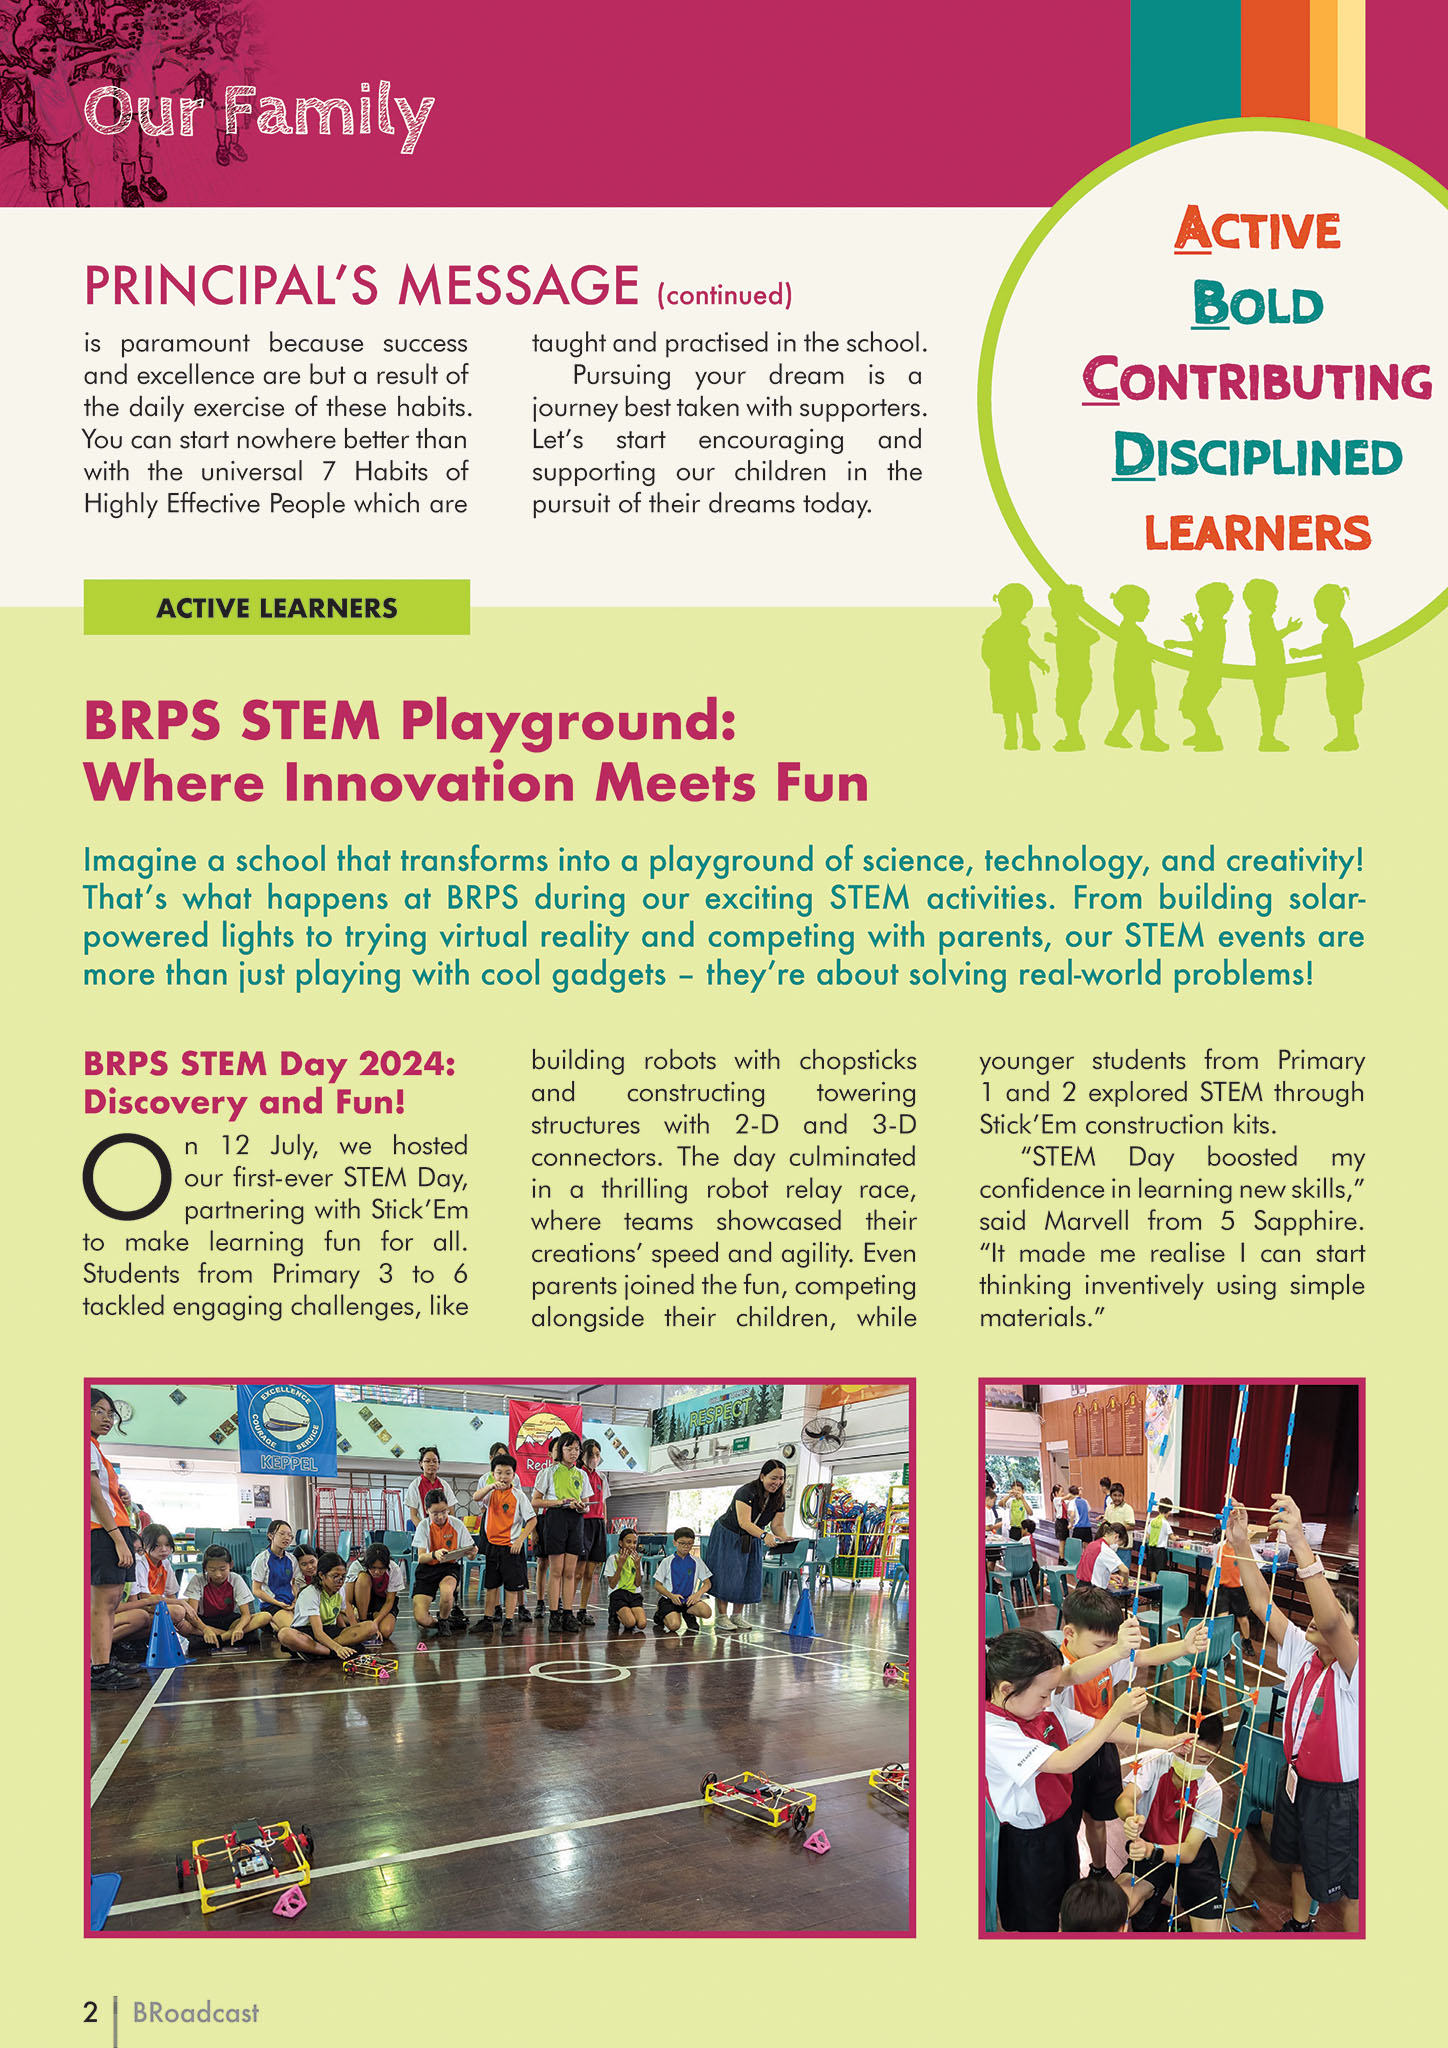 Our Family
ACTIVE
BOLD
CONTRIBUTING
DISCIPLINED
LEARNERS
PRINCIPAL'S MESSAGE (continued)
is paramount because success
and excellence are but a result of
the daily exercise of these habits.
You can start nowhere better than
with the universal 7 Habits of
Highly Effective People which are
taught and practised in the school.
Pursuing your dream is a
journey best taken with supporters.
Let's start encouraging and
supporting our children in the
pursuit of their dreams today.
ACTIVE LEARNERS
BRPS STEM Playground:
Where Innovation Meets Fun
Imagine a school that transforms into a playground of science, technology, and creativity!
That's what happens at BRPS during our exciting STEM activities. From building solar-
powered lights to trying virtual reality and competing with parents, our STEM events are
more than just playing with cool gadgets – they're about solving real-world problems!
BRPS STEM Day 2024:
Discovery and Fun!
On 12 July, we hosted
our first-ever STEM Day,
partnering with Stick'Em
to make learning fun for all.
Students from Primary 3 to 6
tackled engaging challenges, like
building robots with chopsticks
and constructing towering
structures with 2-D and 3-D
connectors. The day culminated
in a thrilling robot relay race,
where teams showcased their
creations' speed and agility. Even
parents joined the fun, competing
alongside their children, while
younger students from Primary
1 and 2 explored STEM through
Stick'Em construction kits.
"STEM Day boosted my
confidence in learning new skills,"
said Marvell from 5 Sapphire.
"It made me realise I can start
thinking inventively using simple
materials."
EXCELLENCE
COURAGE
SERVICE
KEPPEL
RESPECT
BRPS
2
BRoadcast